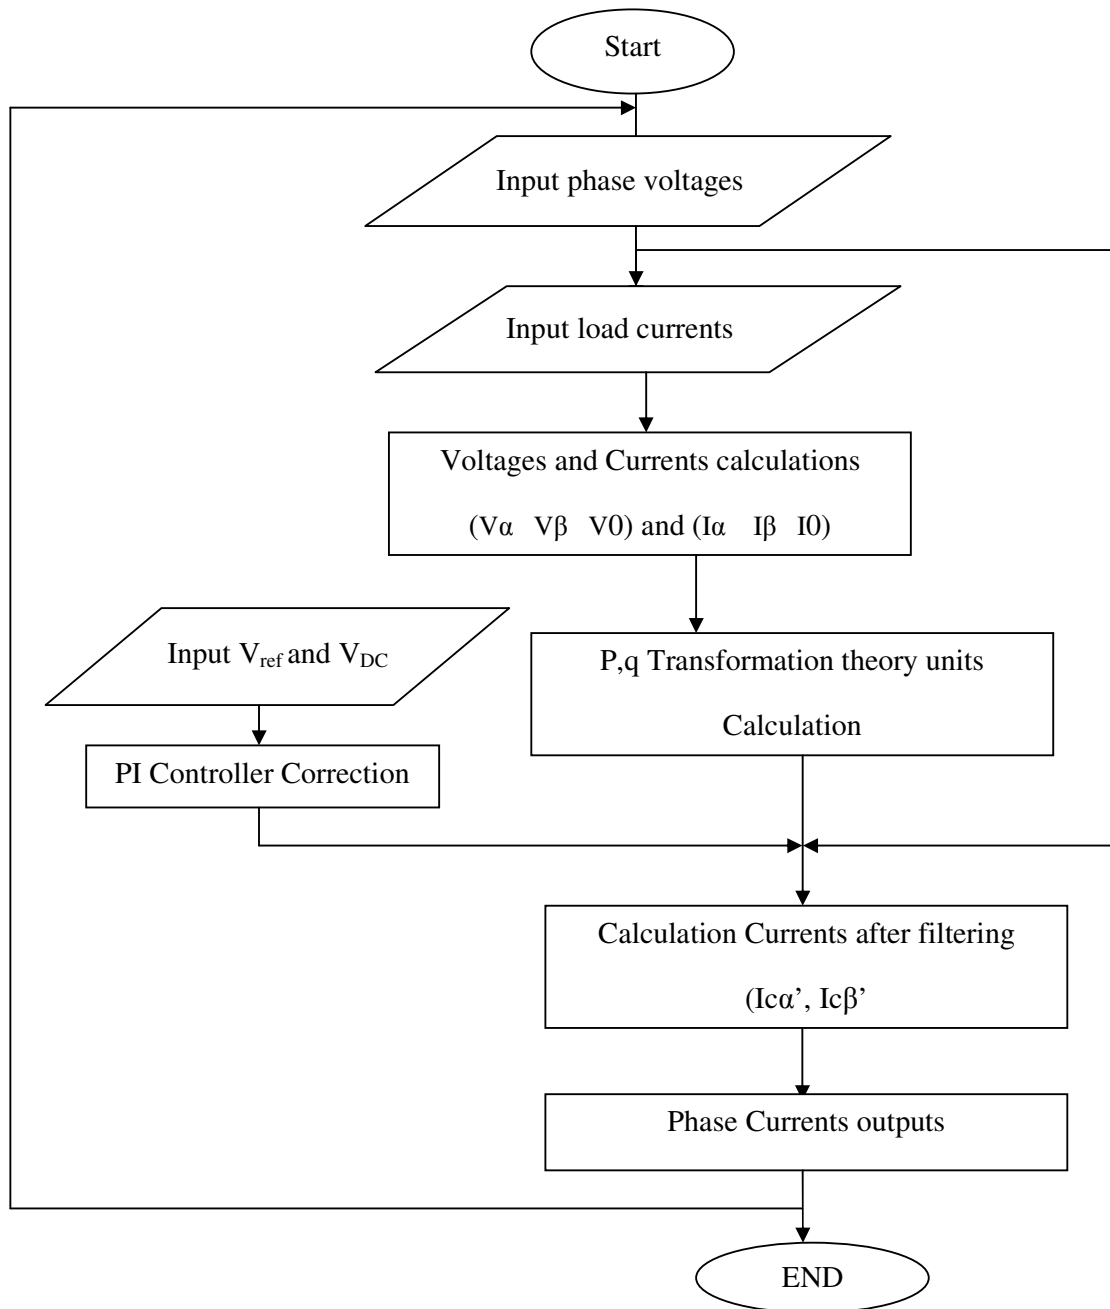 Start
Input phase voltages
Input load currents
Voltages and Currents calculations
(Vα Vβ V0) and (Iα Iβ I0)
Input Vref and VDC
P,q Transformation theory units
Calculation
PI Controller Correction
Calculation Currents after filtering
(Icα’, Icβ’
Phase Currents outputs
END